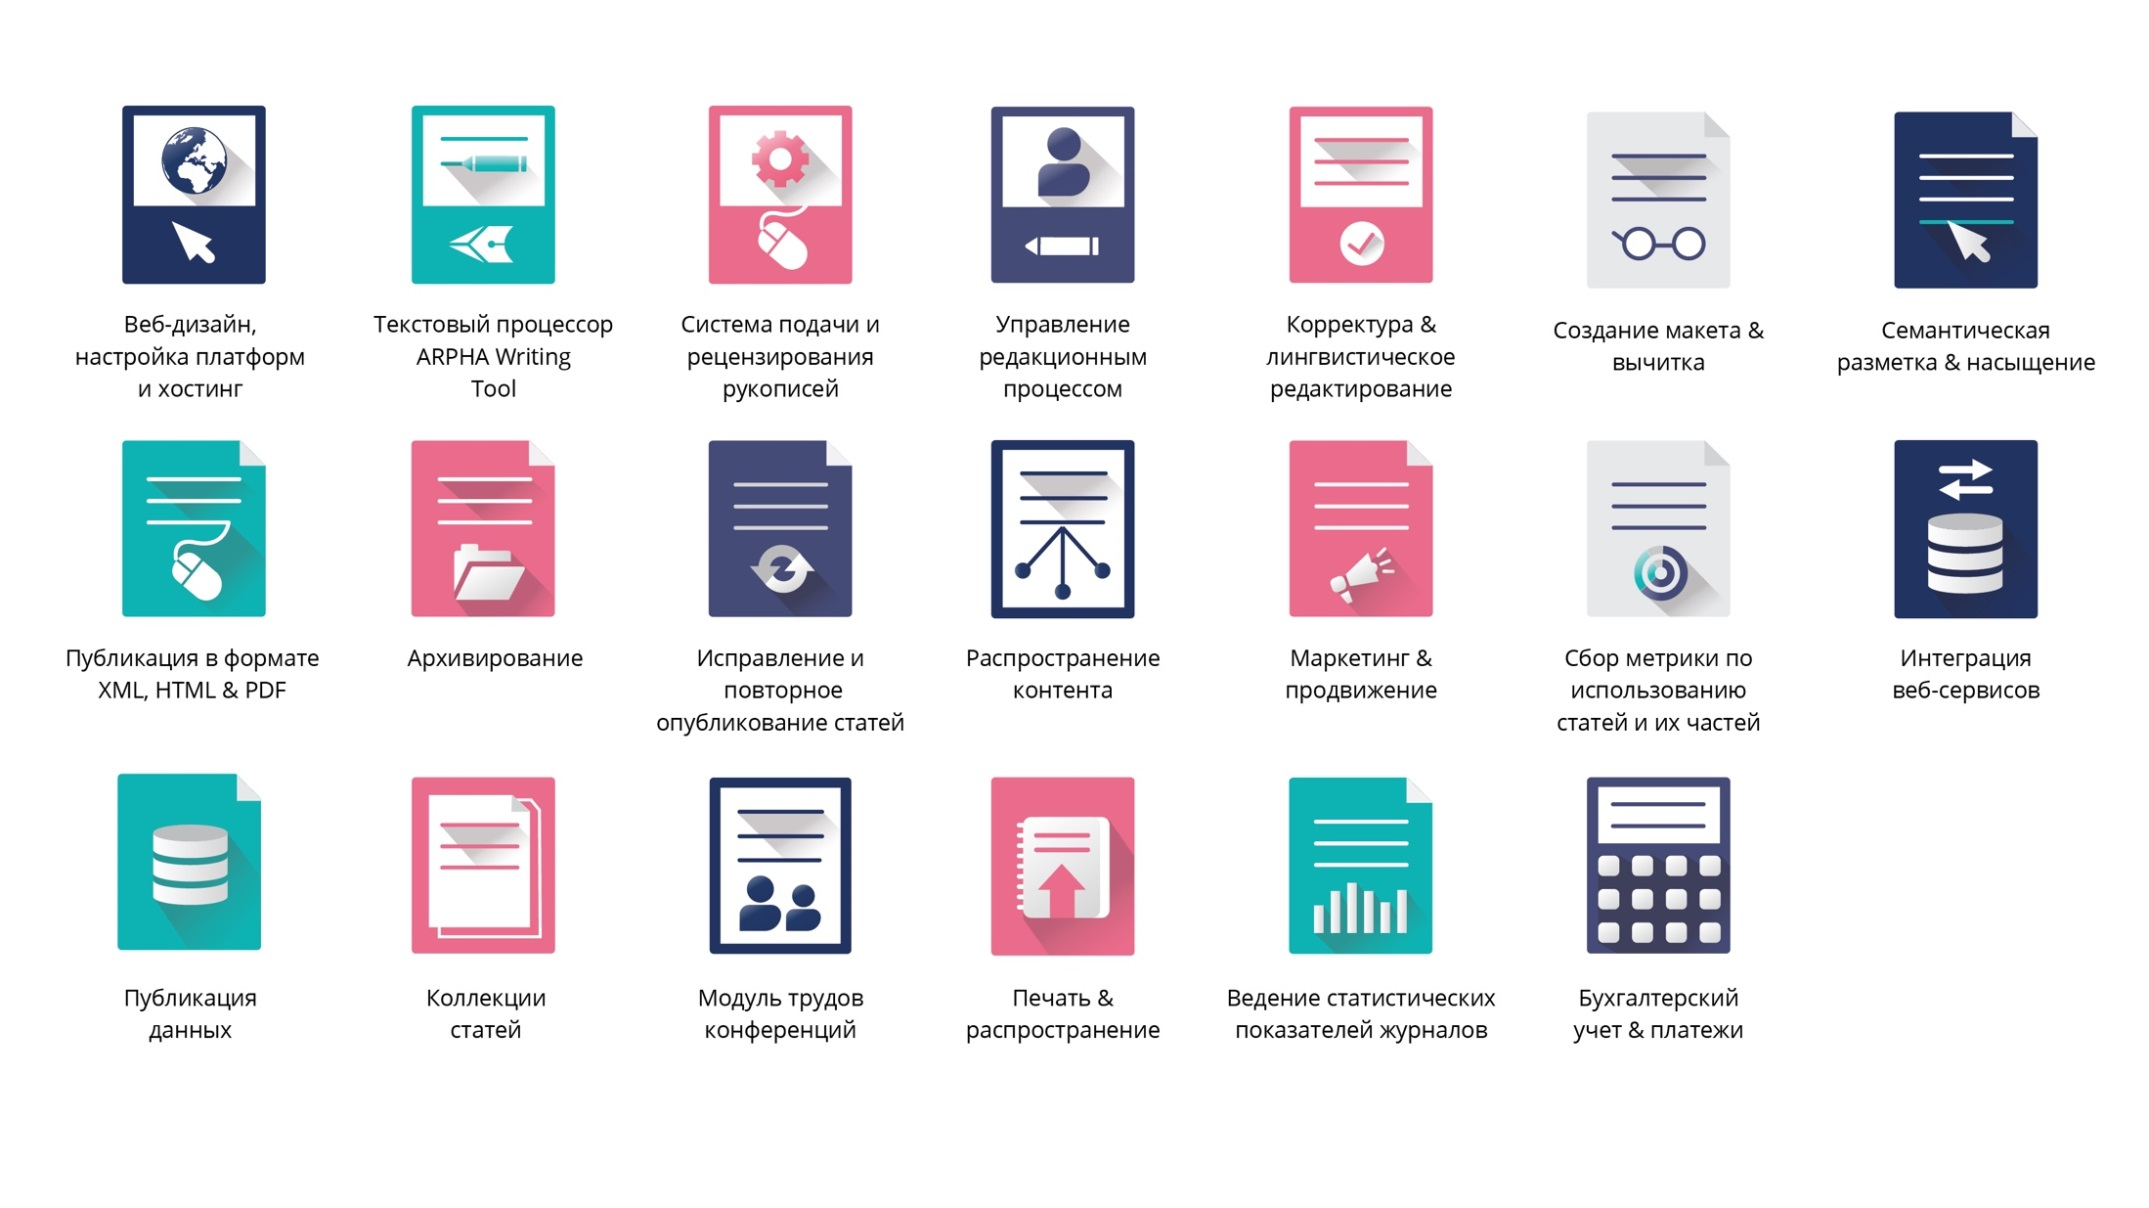 Веб-дизайн,
настройка платформ
и хостинг
Текстовый процессор
ARPHA Writing
Tool
Система подачи и
рецензирования
рукописей
Управление
редакционным
процессом
Корректура &
лингвистическое
редактирование
Создание макета &
вычитка
Семантическая
разметка & насыщение
Публикация в формате
XML, HTML & PDF
Архивирование
Исправление и
повторное
опубликование статей
Распространение
контента
Маркетинг &
продвижение
Сбор метрики по
использованию
статей и их частей
Интеграция
веб-сервисов
Публикация
данных
Коллекции
статей
Модуль трудов
конференций
Печать &
распространение
Ведение статистических
показателей журналов
Бухгалтерский
учет & платежи